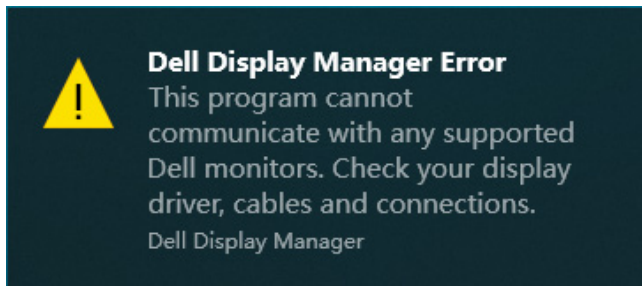 Dell Display Manager Error
This program cannot
communicate with any supported
Dell monitors. Check your display
driver, cables and connections.
Dell Display Manager